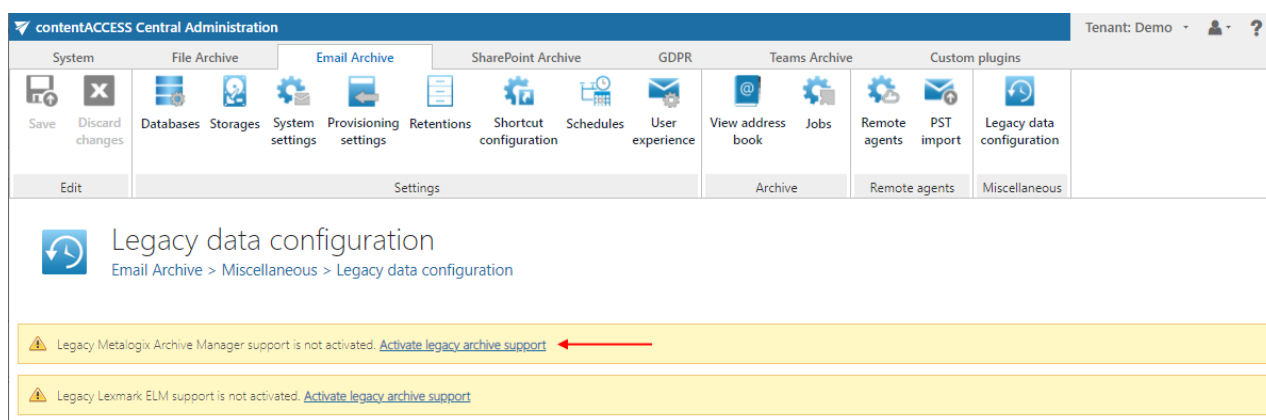 contentACCESS Central Administration
Tenant: Demo
?
System
File Archive
Email Archive
SharePoint Archive
GDPR
Teams Archive
Custom plugins
Save
Discard
changes
Databases
Storages
System
settings
Provisioning
settings
Retentions
Shortcut
configuration
Schedules
User
experience
View address
book
Jobs
Remote
agents
PST
import
Legacy data
configuration
Edit
Settings
Archive
Remote agents
Miscellaneous
Legacy data configuration
Email Archive > Miscellaneous > Legacy data configuration
Legacy Metalogix Archive Manager support is not activated. Activate legacy archive support
Legacy Lexmark ELM support is not activated. Activate legacy archive support